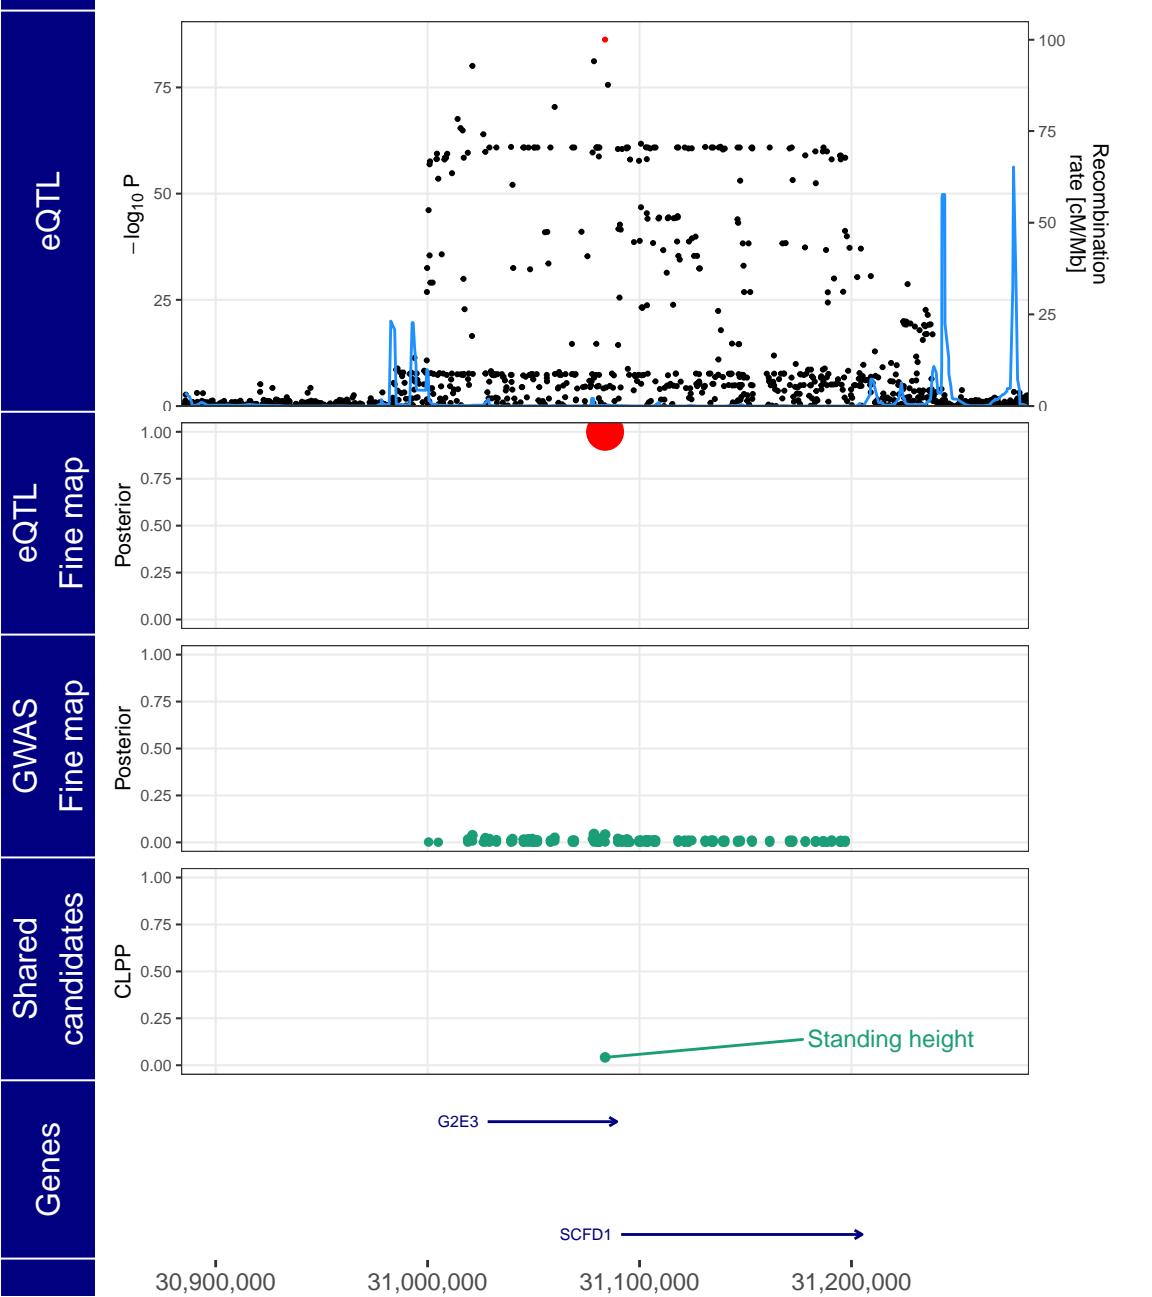 eQTL
−log10 P
75
50
25
0
100
75
50
25
0
Recombination
rate [cM/Mb]
eQTL
Fine map
Posterior
1.00
0.75
0.50
0.25
0.00
GWAS
Fine map
Posterior
1.00
0.75
0.50
0.25
0.00
Shared
candidates
CLPP
1.00
0.75
0.50
0.25
0.00
Standing height
Genes
G2E3
SCFD1
30,900,000 31,000,000 31,100,000 31,200,000